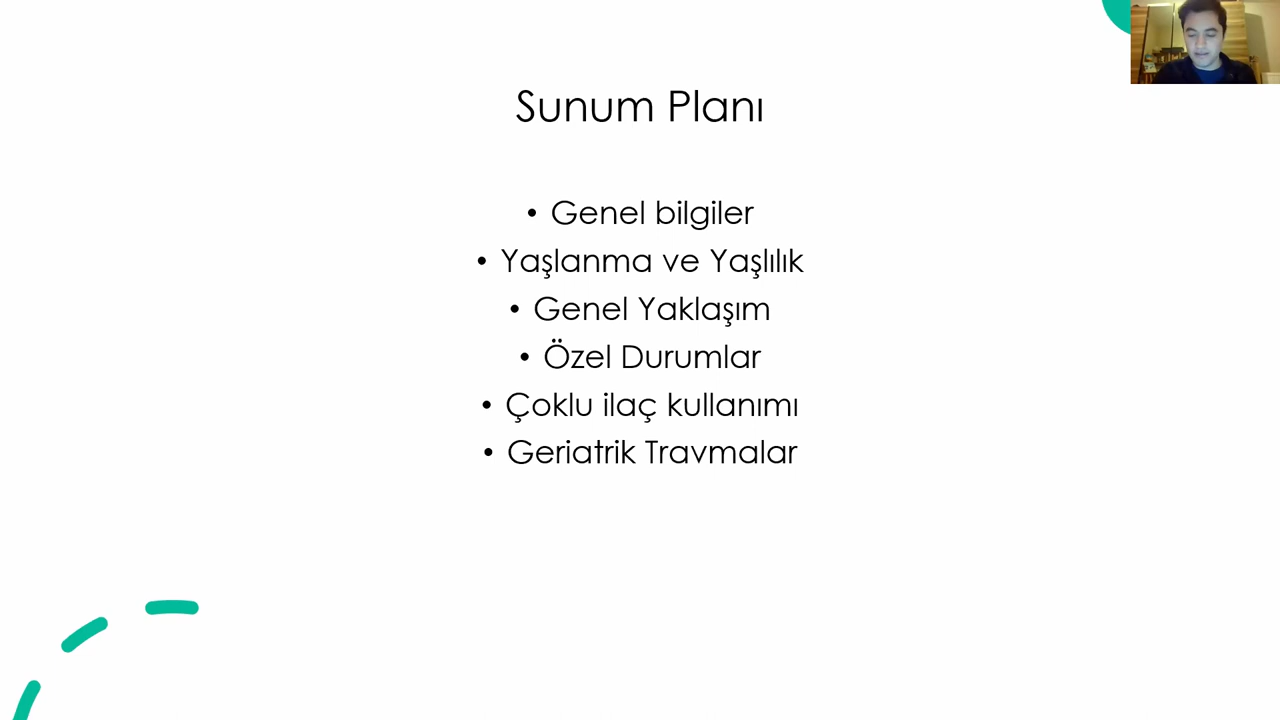 Sunum Planı
• Genel bilgiler
• Yaşlanma ve Yaşlılık
• Genel Yaklaşım
• Özel Durumlar
• Çoklu ilaç kullanımı
• Geriatrik Travmalar